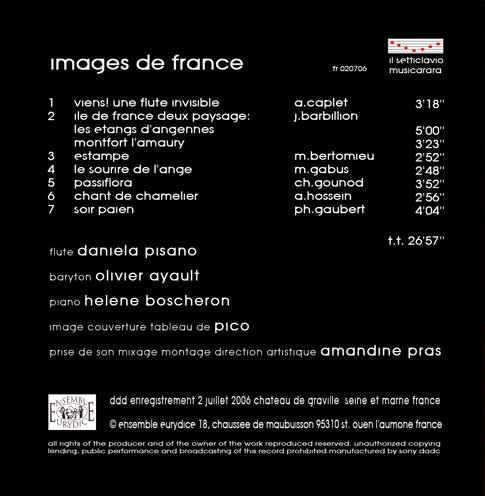 il setticlavio
images de france
fr 020706
musicarara
1 viens! une flute invisible a.caplet 3'18"
2 ile de france deux paysage: j.barbillion
les etangs d'angennes 5'00"
montfort l'amaury 3'23"
3 estampe m.bertomieu 2'52"
4 le sourire de l'ange m.gabus 2'48"
5 passiflora ch.gounod 3'52"
6 chant de chamelier a.hossein 2'56"
7 soir paien ph.gaubert 4'04"
t.t. 26'57"
flute daniela pisano
baryton olivier ayault
piano helene boscheron
image couverture tableau de pico
prise de son mixage montage direction artistique amandine pras
ENSEMBLE
EURYDICE
ddd enregistrement 2 juillet 2006 chateau de graville seine et marne france
© ensemble eurydice 18, chaussee de maubuisson 95310 st. ouen l'aumone france
all rights of the producer and of the owner of the work reproduced reserved. unauthorized copying
lending, public performance and broadcasting of this record prohibited.manufactured by sony dadc